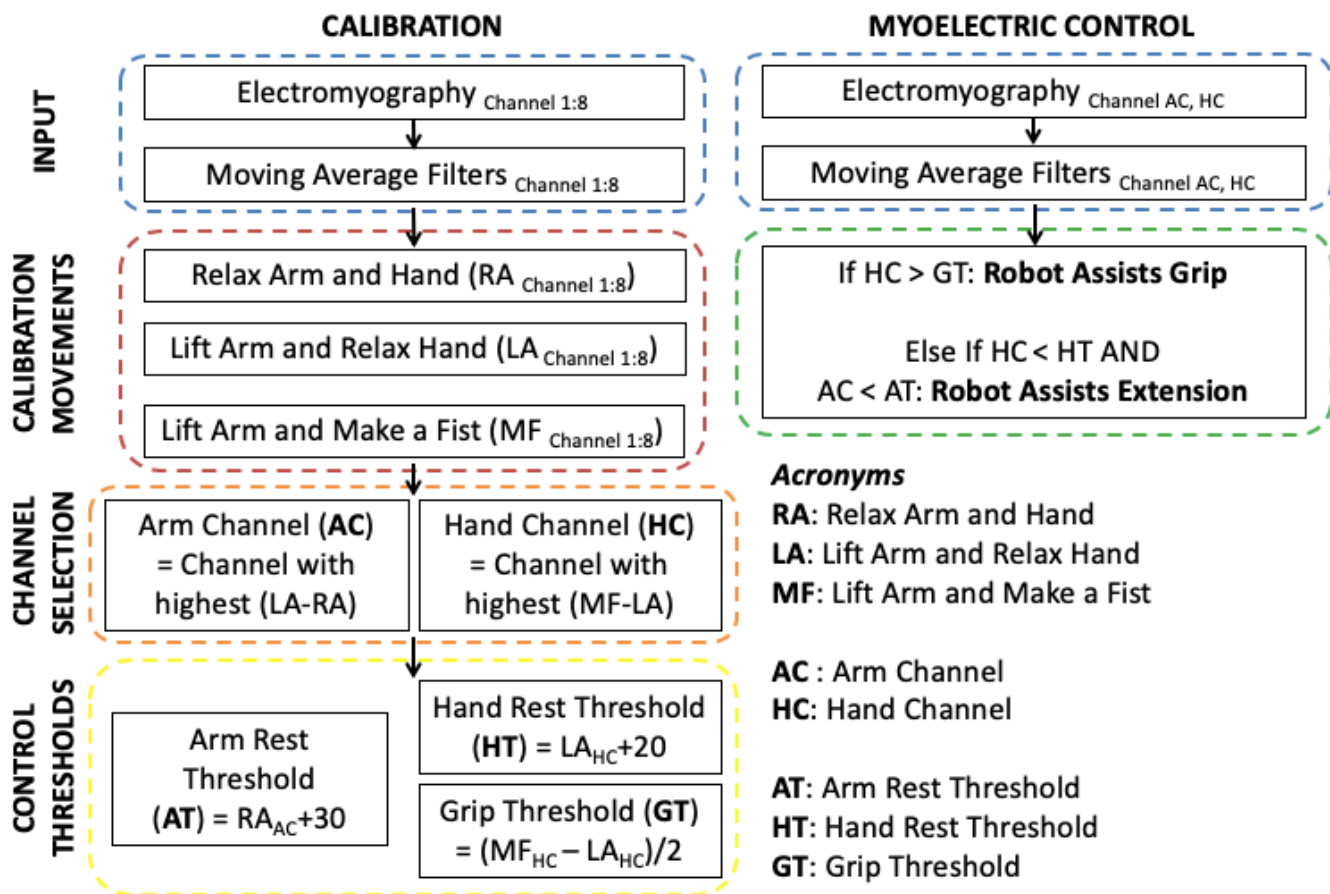 CALIBRATION
MYOELECTRIC CONTROL
INPUT
Electromyography Channel 1:8
Moving Average Filters Channel 1:8
Electromyography Channel AC, HC
Moving Average Filters Channel AC, HC
CALIBRATION
MOVEMENTS
Relax Arm and Hand (RA Channel 1:8)
Lift Arm and Relax Hand (LA Channel 1:8)
Lift Arm and Make a Fist (MF Channel 1:8)
If HC > GT: Robot Assists Grip
Else If HC < HT AND
AC < AT: Robot Assists Extension
CHANNEL
SELECTION
Arm Channel (AC)
= Channel with
highest (LA-RA)
Hand Channel (HC)
= Channel with
highest (MF-LA)
CONTROL
THRESHOLDS
Arm Rest
Threshold
(AT) = RAAC+30
Hand Rest Threshold
(HT) = LAHC+20
Grip Threshold (GT)
= (MFHC – LAHC)/2
Acronyms
RA: Relax Arm and Hand
LA: Lift Arm and Relax Hand
MF: Lift Arm and Make a Fist
AC : Arm Channel
HC: Hand Channel
AT: Arm Rest Threshold
HT: Hand Rest Threshold
GT: Grip Threshold